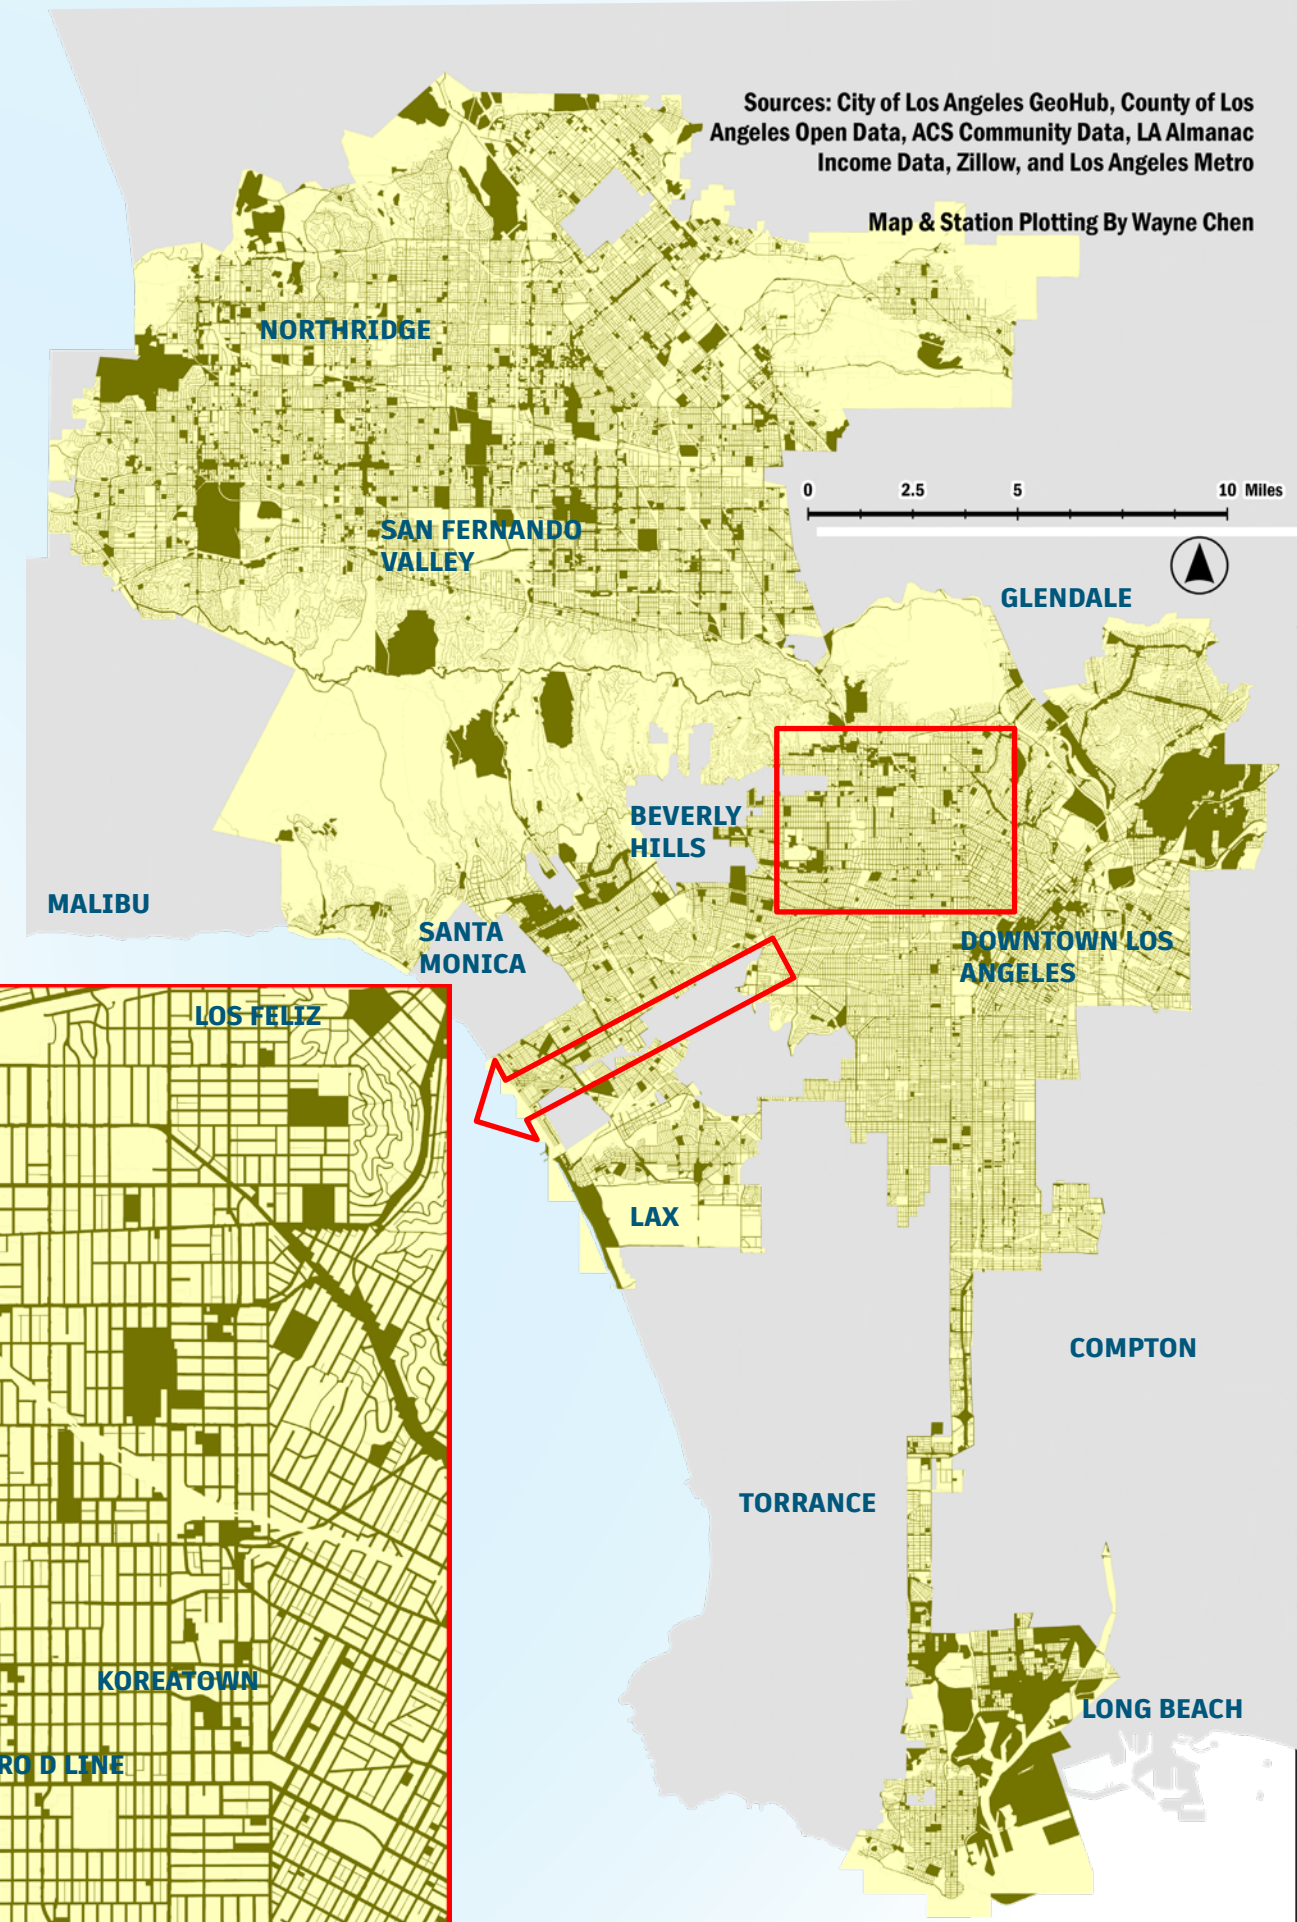 Sources: City of Los Angeles GeoHub, County of Los
Angeles Open Data, ACS Community Data, LA Almanac
Income Data, Zillow, and Los Angeles Metro
Map & Station Plotting By Wayne Chen
NORTHRIDGE
0 2.5 5 10 Miles
SAN FERNANDO
VALLEY
GLENDALE
BEVERLY
HILLS
MALIBU
SANTA
MONICA
DOWNTOWN LOS
ANGELES
LOS FELIZ
LAX
COMPTON
TORRANCE
KOREATOWN
LONG BEACH
RO D LINE